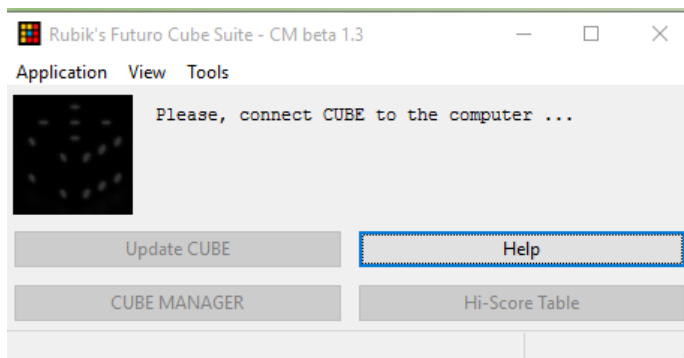 Rubik's Futuro Cube Suite - CM beta 1.3
Application View Tools
Please, connect CUBE to the computer ...
Update CUBE Help
CUBE MANAGER Hi-Score Table